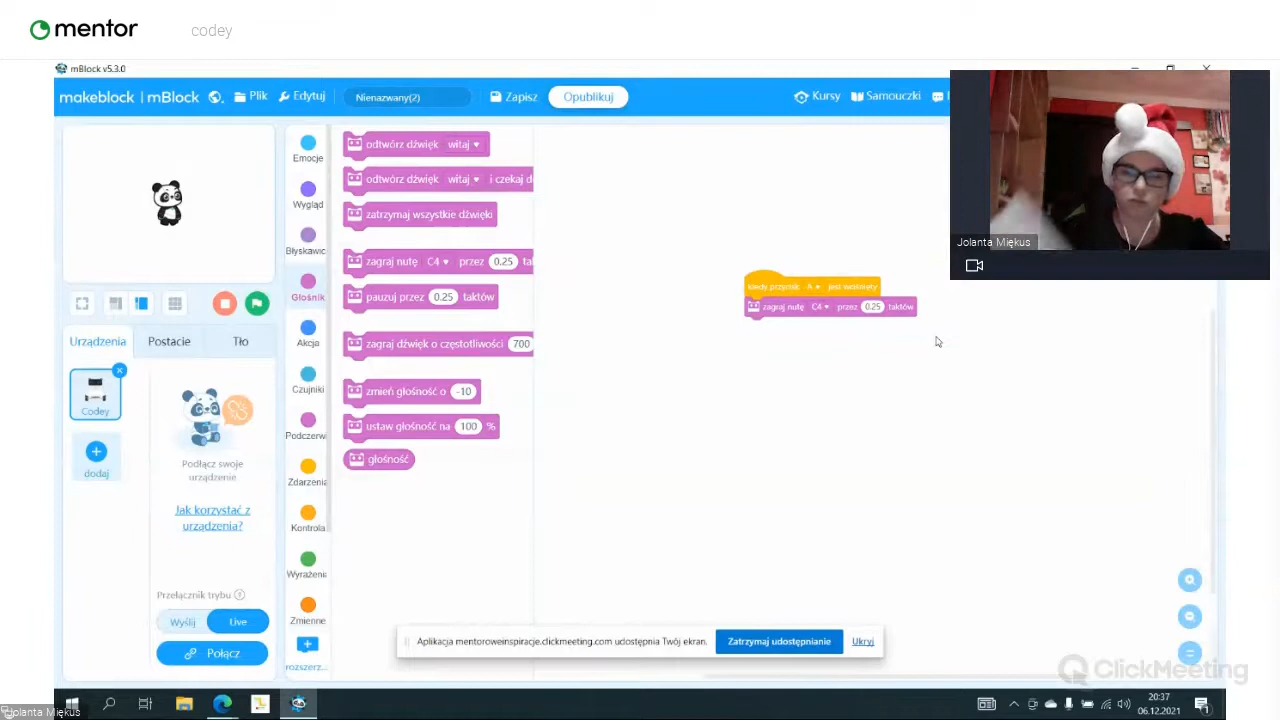 mentor
codey
mBlock v5.3.0
makeblock | mBlock
Plik
Edytuj
Nienazwany(2)
Zapisz
Opublikuj
Kursy
Samouczki
Jolanta Miękus
Emocje
Wygląd
Błyskawic
Głośnik
Akcja
Czujniki
Podczerw
Zdarzenia
Kontrola
Wyrażenia
Zmienne
rozszerz...
odtwórz dźwięk witaj
odtwórz dźwięk witaj i czekaj do
zatrzymaj wszystkie dźwięki
zagraj nutę C4 przez 0.25 tak
pauzuj przez 0.25 taktów
zagraj dźwięk o częstotliwości 700
zmień głośność o -10
ustaw głośność na 100 %
głośność
kiedy przycisk A jest wciśnięty
zagraj nutę C4 przez 0.25 taktów
Urządzenia
Postacie
Tło
Codey
dodaj
Podłącz swoje
urządzenie
Jak korzystać z
urządzenia?
Przełącznik trybu
Wyślij
Live
Połącz
Aplikacja mentoroweinspiracje.clickmeeting.com udostępnia Twój ekran.
Zatrzymaj udostępnianie
Ukryj
ClickMeeting
Jolanta Miękus
20:37
06.12.2021